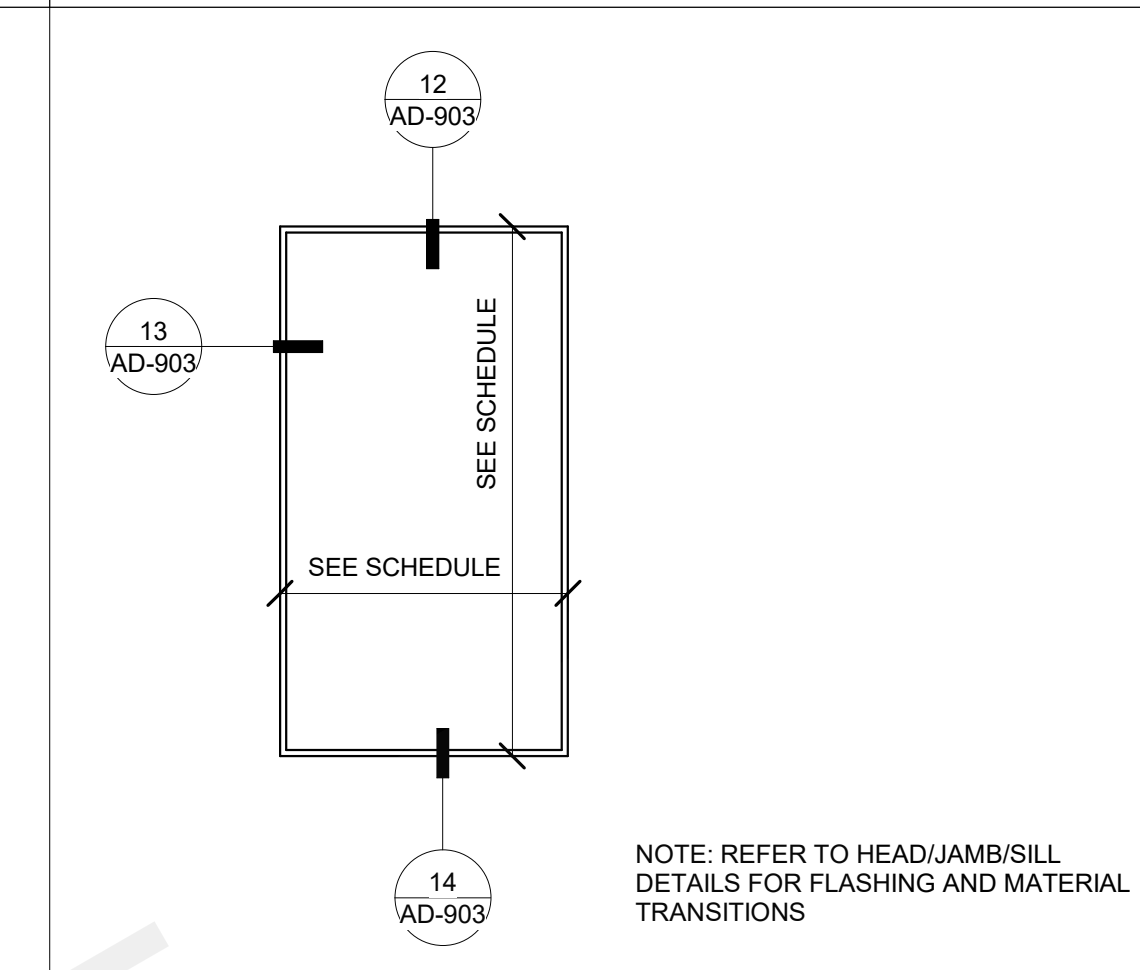 12
AD-903
13
AD-903
SEE SCHEDULE
SEE SCHEDULE
14
AD-903
NOTE: REFER TO HEAD/JAMB/SILL
DETAILS FOR FLASHING AND MATERIAL
TRANSITIONS